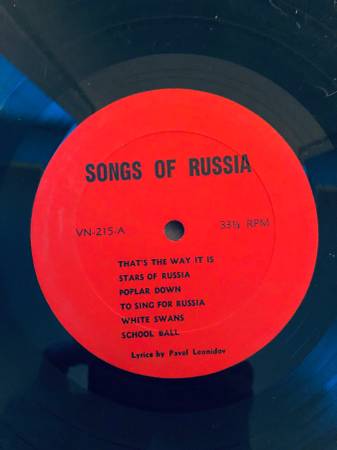 SONGS OF RUSSIA
VN-215-A 33⅓ RPM
THAT'S THE WAY IT IS
STARS OF RUSSIA
POPLAR DOWN
TO SING FOR RUSSIA
WHITE SWANS
SCHOOL BALL
Lyrics by Pavel Leonidov